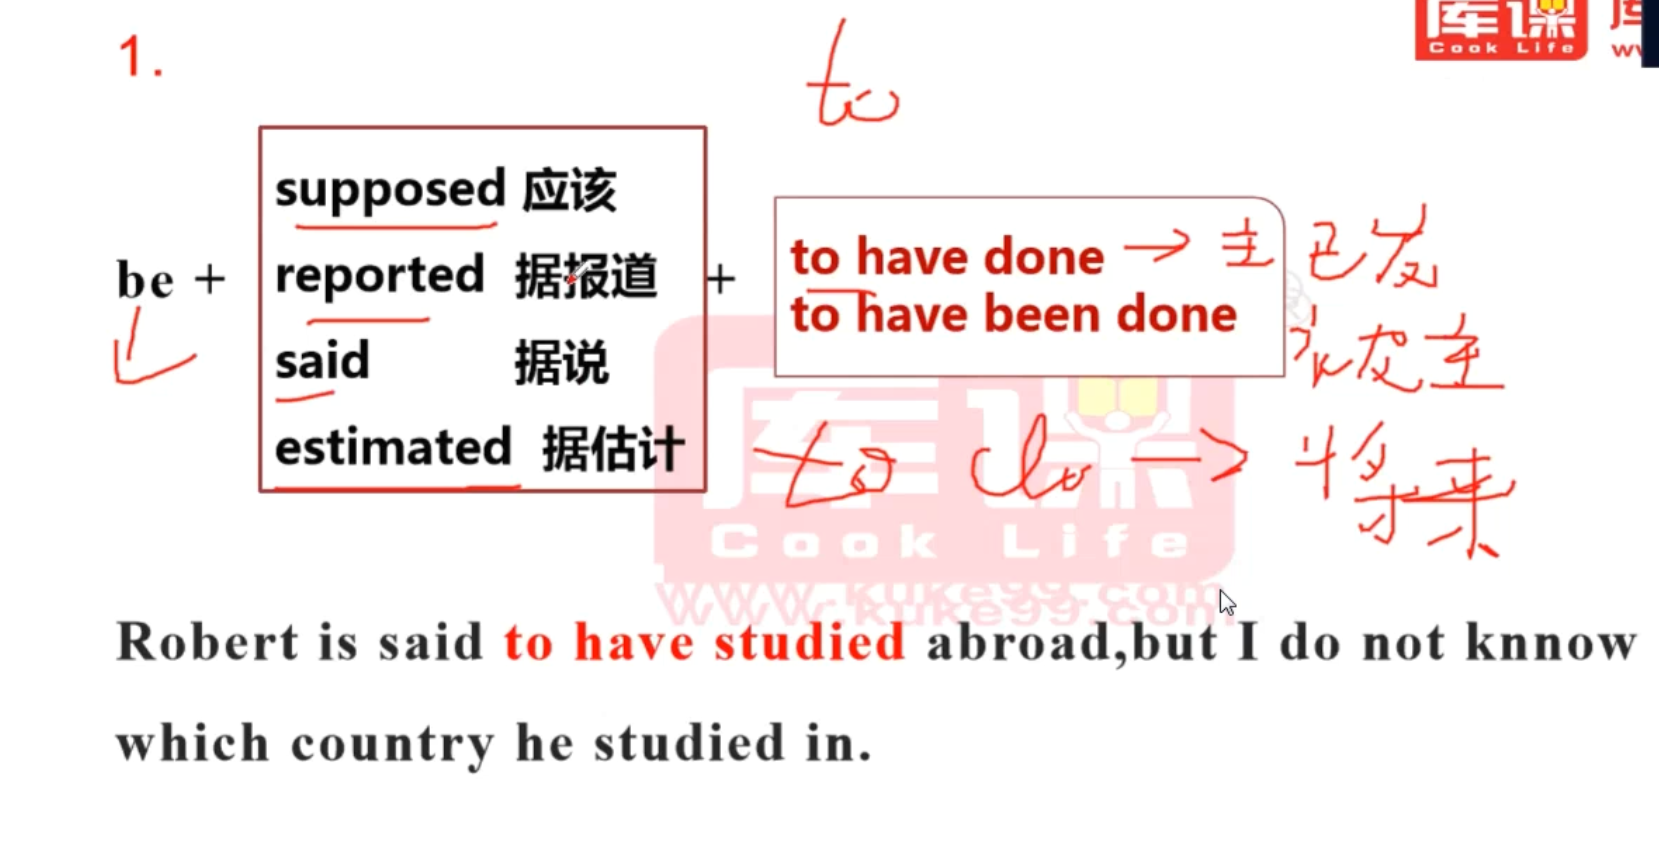 库课
Cook Life
1.
to
supposed 应该
be + reported 据报道 +
said 据说
estimated 据估计
to have done → 主 已发
to have been done
to do → 将来
库课
Cook Life
www.kuke99.com
www.kuke99.com
Robert is said to have studied abroad,but I do not knnow
which country he studied in.